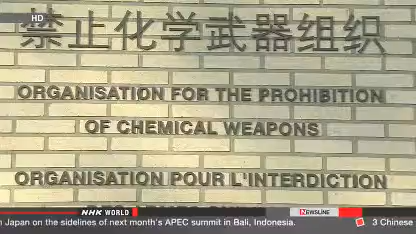 禁止化学武器组织
HD
ORGANISATION FOR THE PROHIBITION
OF CHEMICAL WEAPONS
ORGANISATION POUR L'INTERDICTION
NHK WORLD
NEWSLINE
n Japan on the sidelines of next month's APEC summit in Bali, Indonesia.
3 Chinese